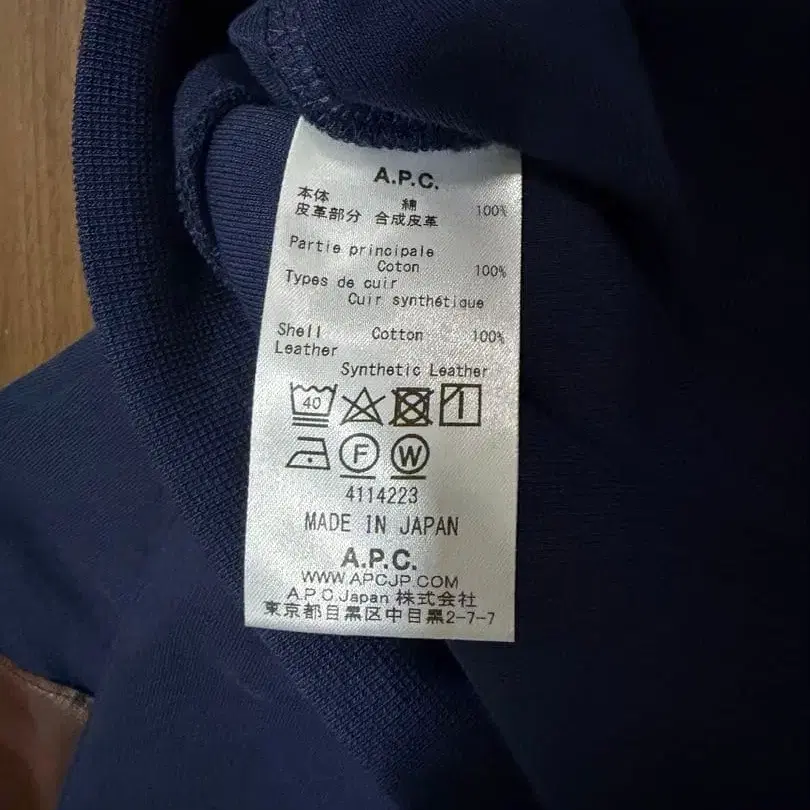 A.P.C.
本体 綿 100%
皮革部分 合成皮革
Partie principale
Coton 100%
Types de cuir
Cuir synthétique
Shell Cotton 100%
Leather
Synthetic Leather
40
F W
4114223
MADE IN JAPAN
A.P.C.
WWW.APCJP.COM
A.P.C.Japan 株式会社
東京都目黒区中目黒2-7-7